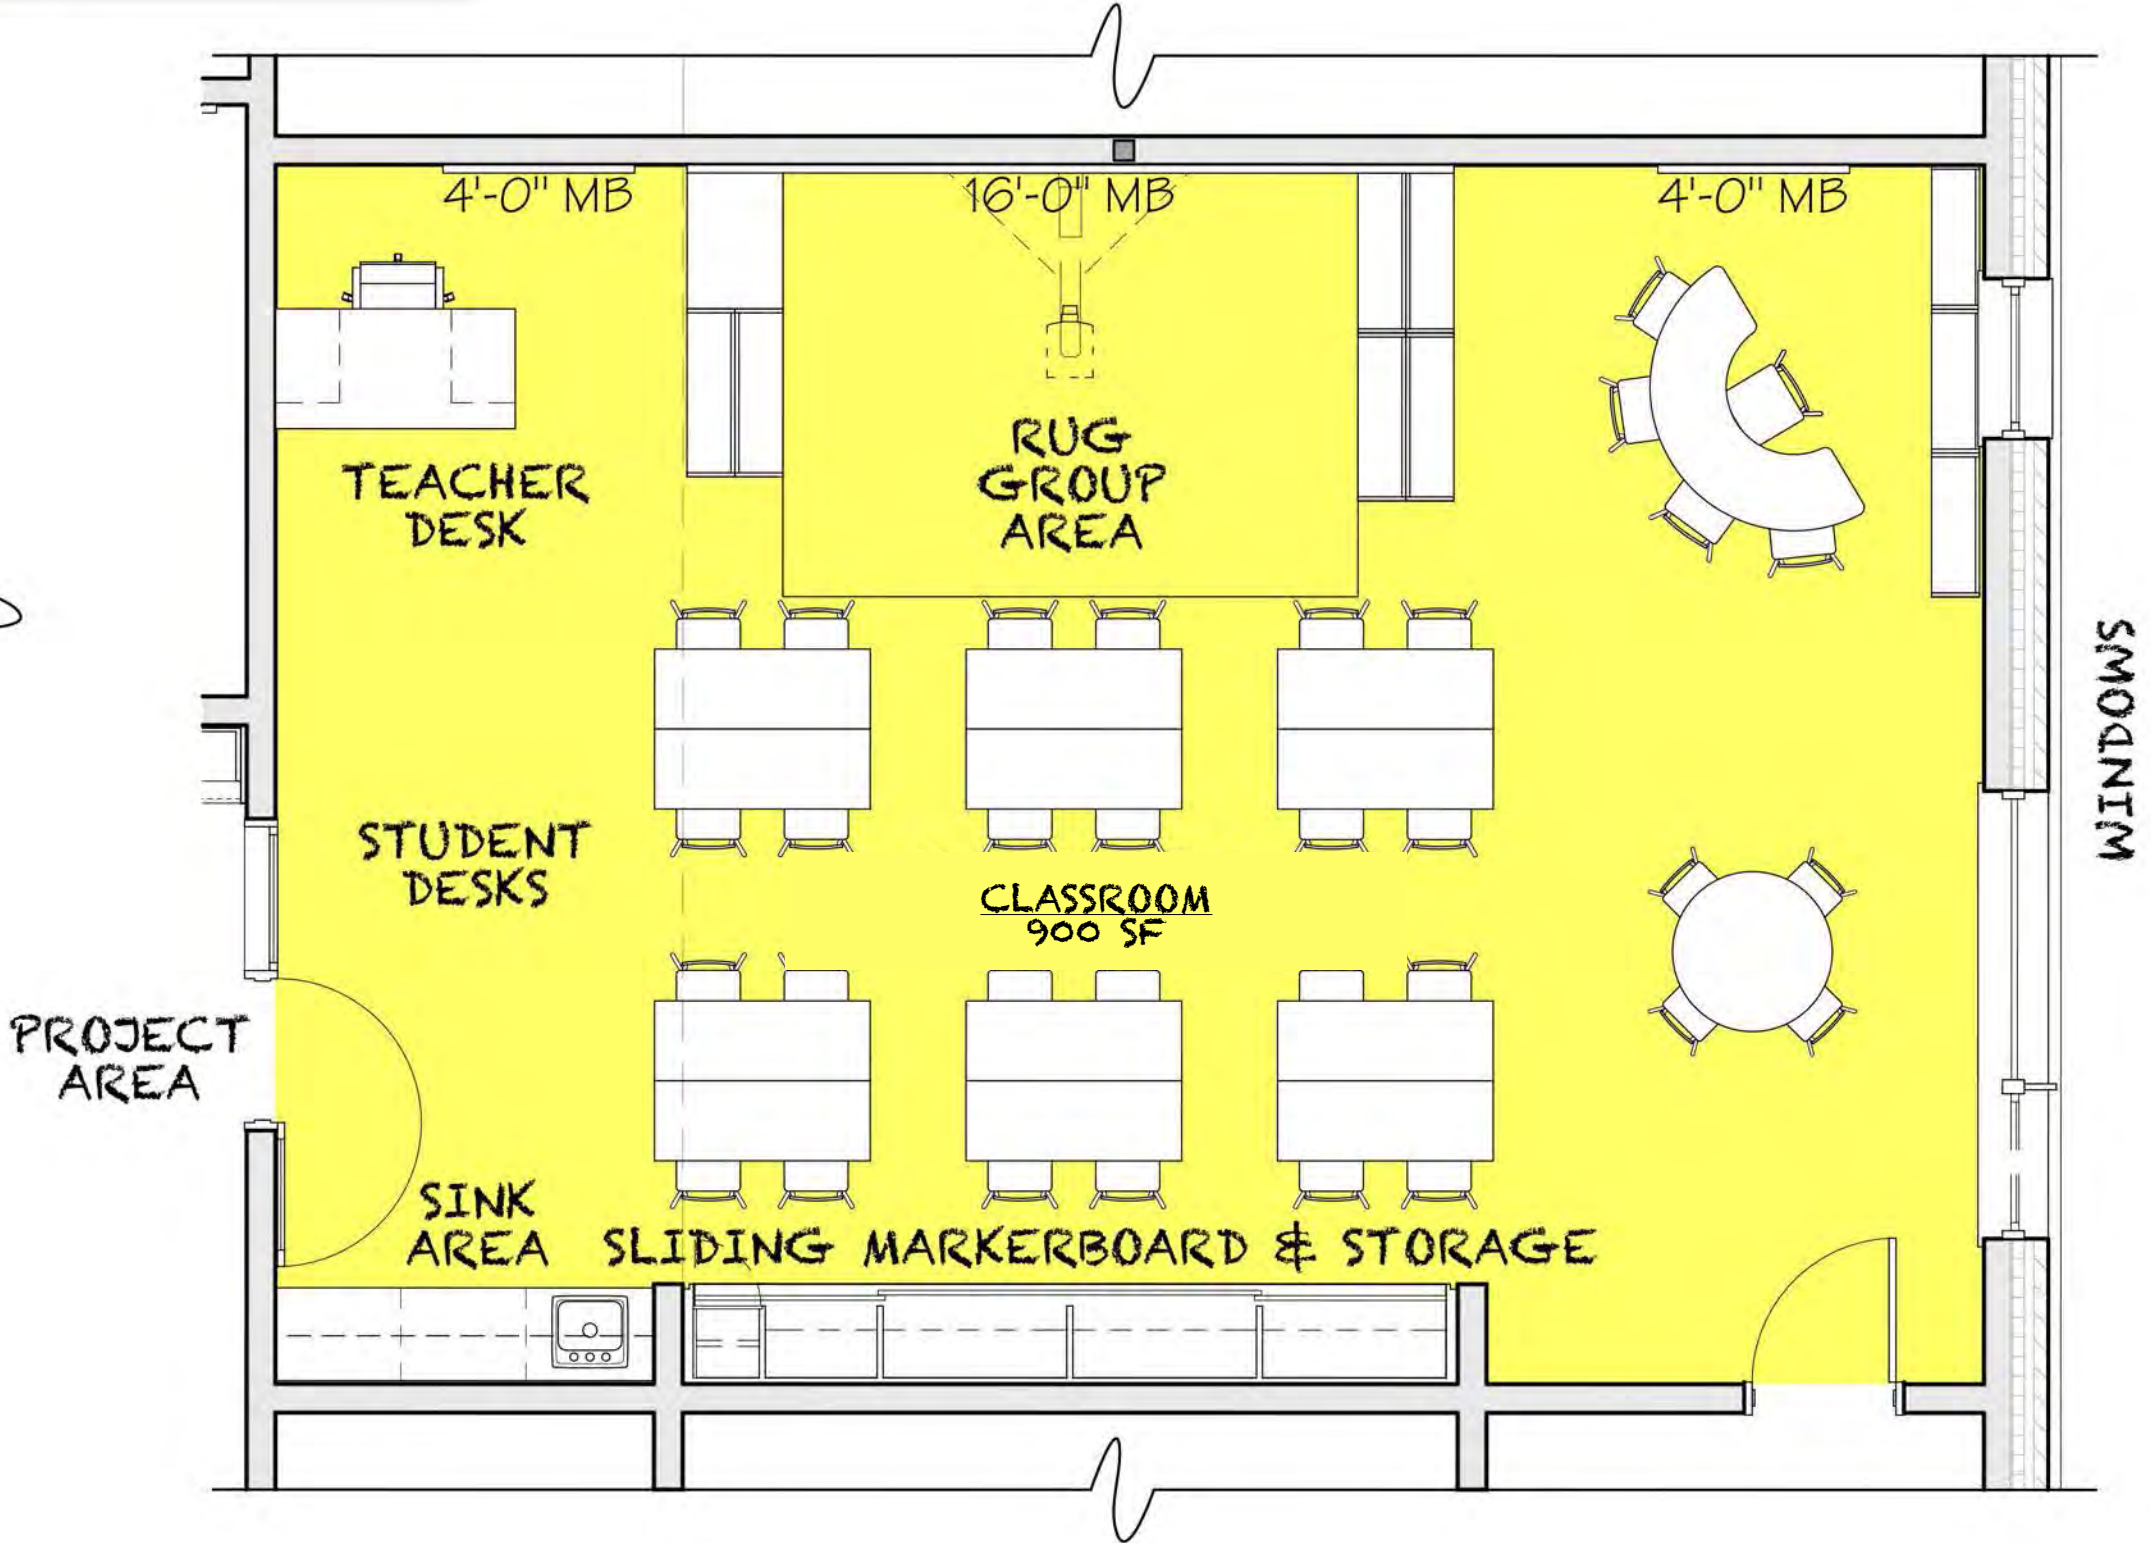 4'-0" MB
16'-0" MB
4'-0" MB
TEACHER
DESK
RUG
GROUP
AREA
WINDOWS
STUDENT
DESKS
CLASSROOM
900 SF
PROJECT
AREA
SINK
AREA
SLIDING MARKERBOARD & STORAGE